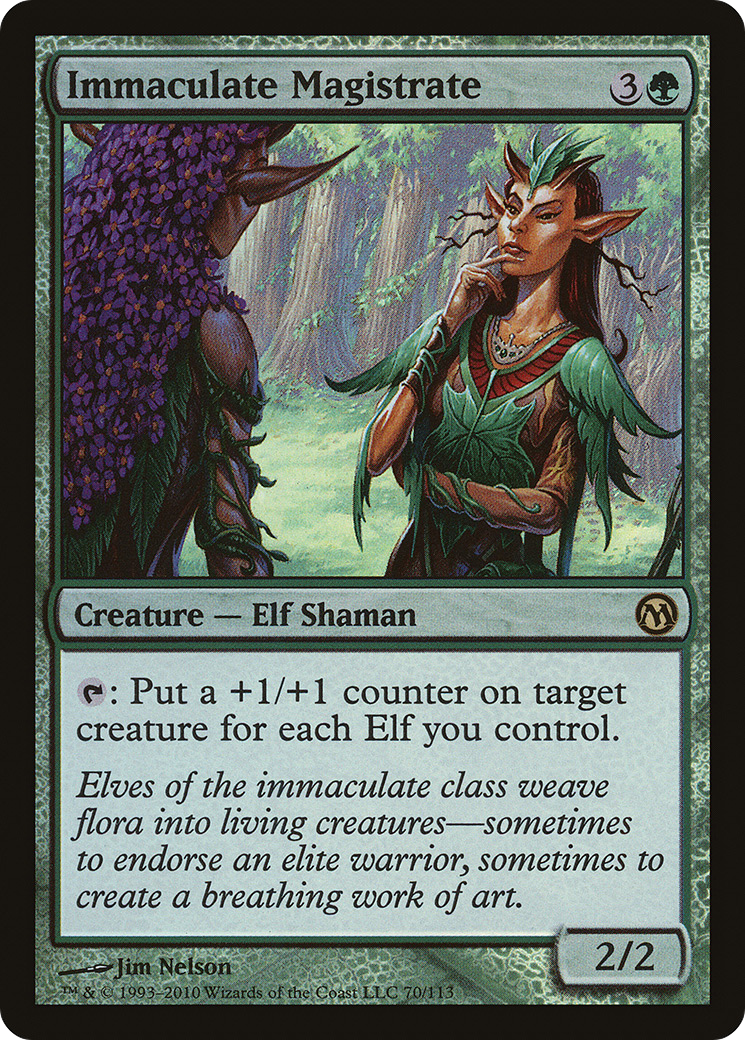 Immaculate Magistrate 3
Creature — Elf Shaman
: Put a +1/+1 counter on target
creature for each Elf you control.
Elves of the immaculate class weave
flora into living creatures—sometimes
to endorse an elite warrior, sometimes to
create a breathing work of art.
2/2
Jim Nelson
™ & © 1993–2010 Wizards of the Coast LLC 70/113